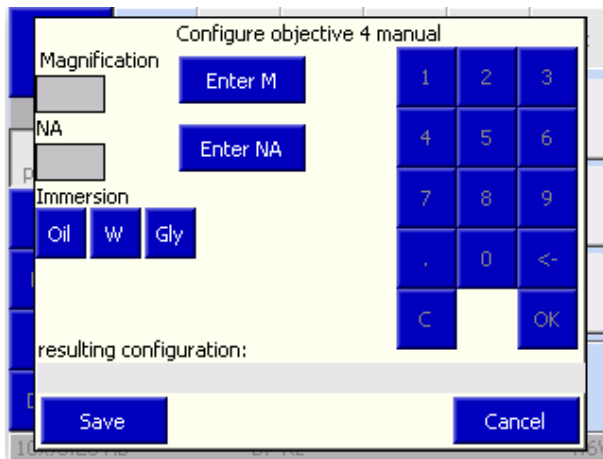 Configure objective 4 manual
Magnification
Enter M
NA
Enter NA
Immersion
Oil W Gly
1 2 3
4 5 6
7 8 9
. 0 <-
C OK
resulting configuration:
Save Cancel